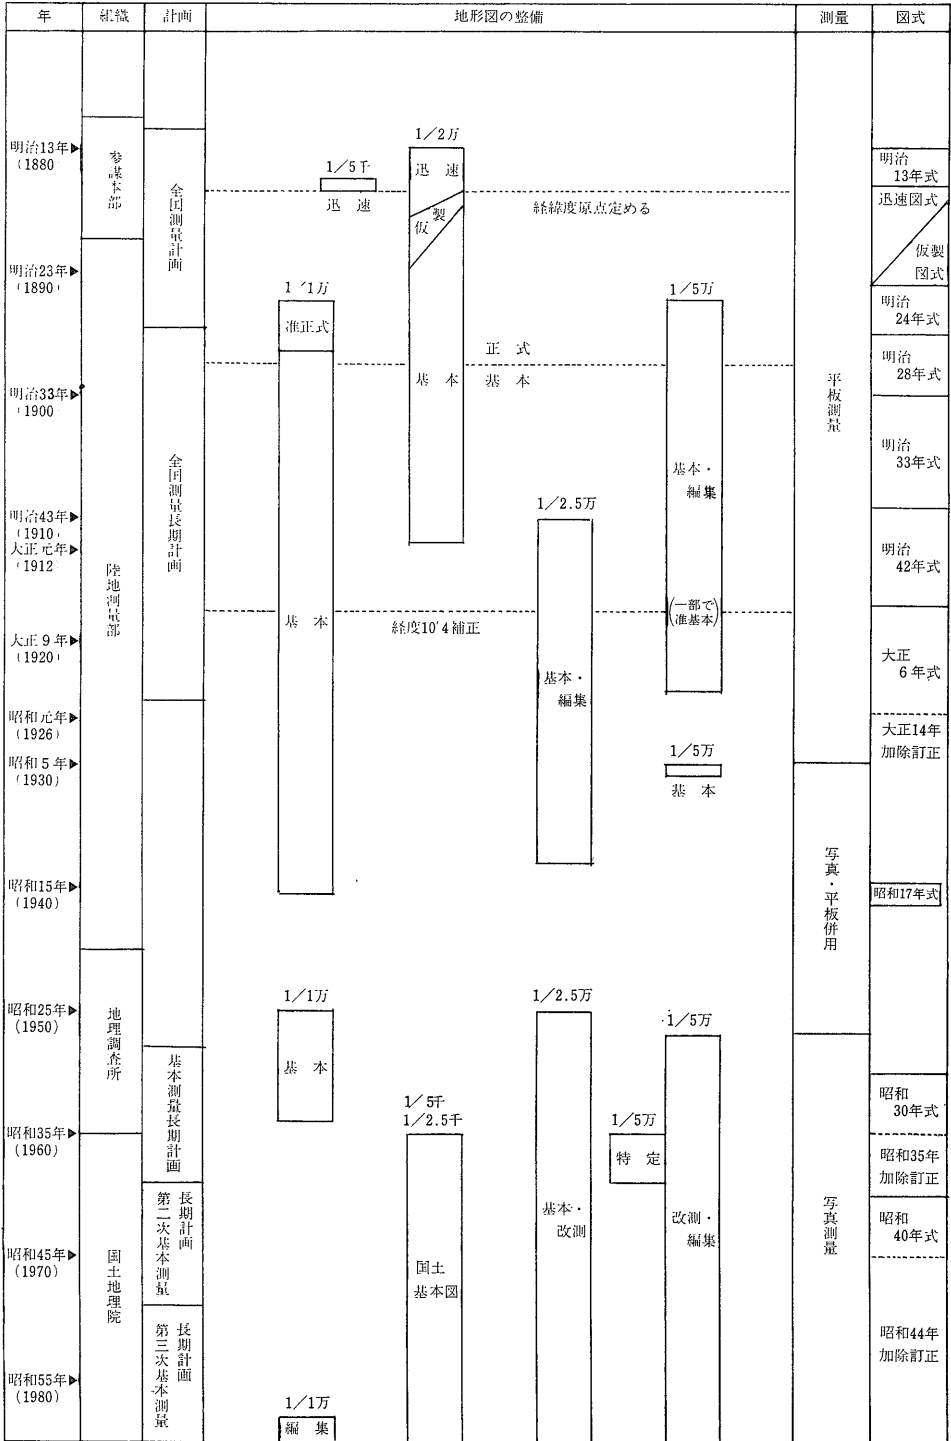 年
組織
計画
地形図の整備
測量
図式
明治13年
(1880
明治23年
(1890)
明治33年
(1900
明治43年
(1910)
大正元年
(1912
大正9年
(1920)
昭和元年
(1926)
昭和5年
(1930)
昭和15年
(1940)
昭和25年
(1950)
昭和35年
(1960)
昭和45年
(1970)
昭和55年
(1980)
参謀本部
陸地測量部
地理調査所
国土地理院
全国測量計画
全国測量長期計画
基本測量長期計画
第二次基本測量
長期計画
第三次基本測量
長期計画
1/2万
迅速
仮製
基本
1/5千
迅速
経緯度原点定める
1/1万
准正式
基本
正式
基本
1/5万
基本・
編集
(一部で
准基本)
1/2.5万
基本・
編集
経度10′4補正
1/5万
基本
1/1万
基本
1/5千
1/2.5千
国土
基本図
1/2.5万
基本・
改測
1/5万
特定
1/5万
改測・
編集
1/1万
編集
平板測量
写真・平板併用
写真測量
明治
13年式
迅速図式
仮製
図式
明治
24年式
明治
28年式
明治
33年式
明治
42年式
大正
6年式
大正14年
加除訂正
昭和17年式
昭和
30年式
昭和35年
加除訂正
昭和
40年式
昭和44年
加除訂正